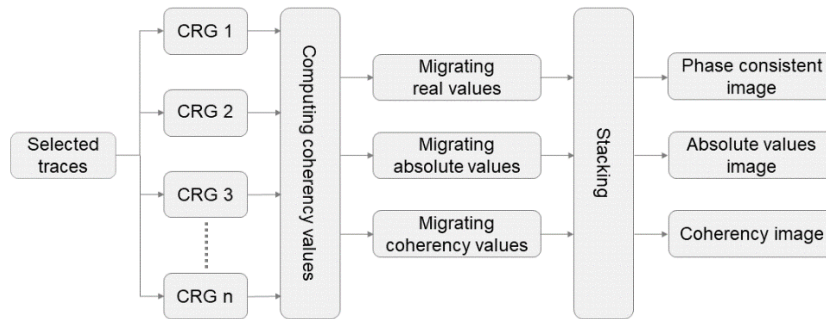 Selected
traces
CRG 1
CRG 2
CRG 3
CRG n
Computing coherency values
Migrating
real values
Migrating
absolute values
Migrating
coherency values
Stacking
Phase consistent
image
Absolute values
image
Coherency image